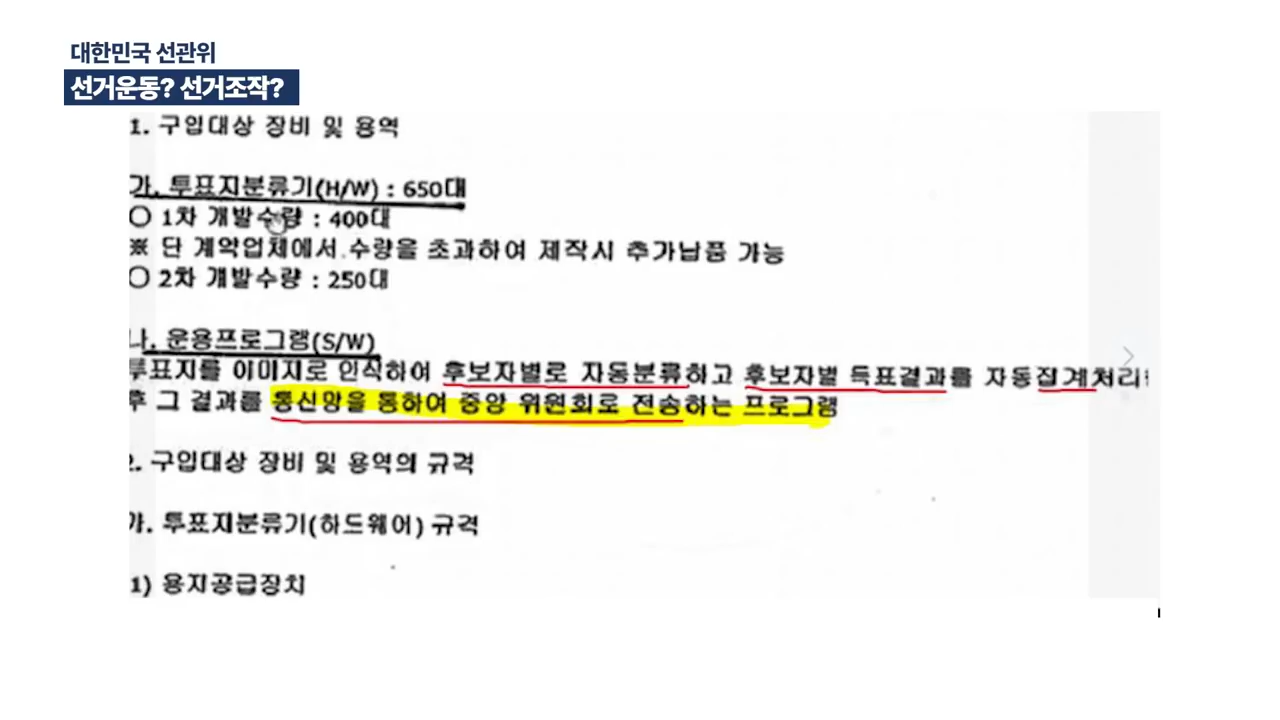 대한민국 선관위
선거운동? 선거조작?
1. 구입대상 장비 및 용역
가. 투표지분류기(H/W) : 650대
○ 1차 개발수량 : 400대
※ 단 계약업체에서 수량을 초과하여 제작시 추가납품 가능
○ 2차 개발수량 : 250대
나. 운용프로그램(S/W)
투표지를 이미지로 인식하여 후보자별로 자동분류하고 후보자별 득표결과를 자동집계처리
후 그 결과를 통신망을 통하여 중앙 위원회로 전송하는 프로그램
2. 구입대상 장비 및 용역의 규격
가. 투표지분류기(하드웨어) 규격
1) 용지공급장치